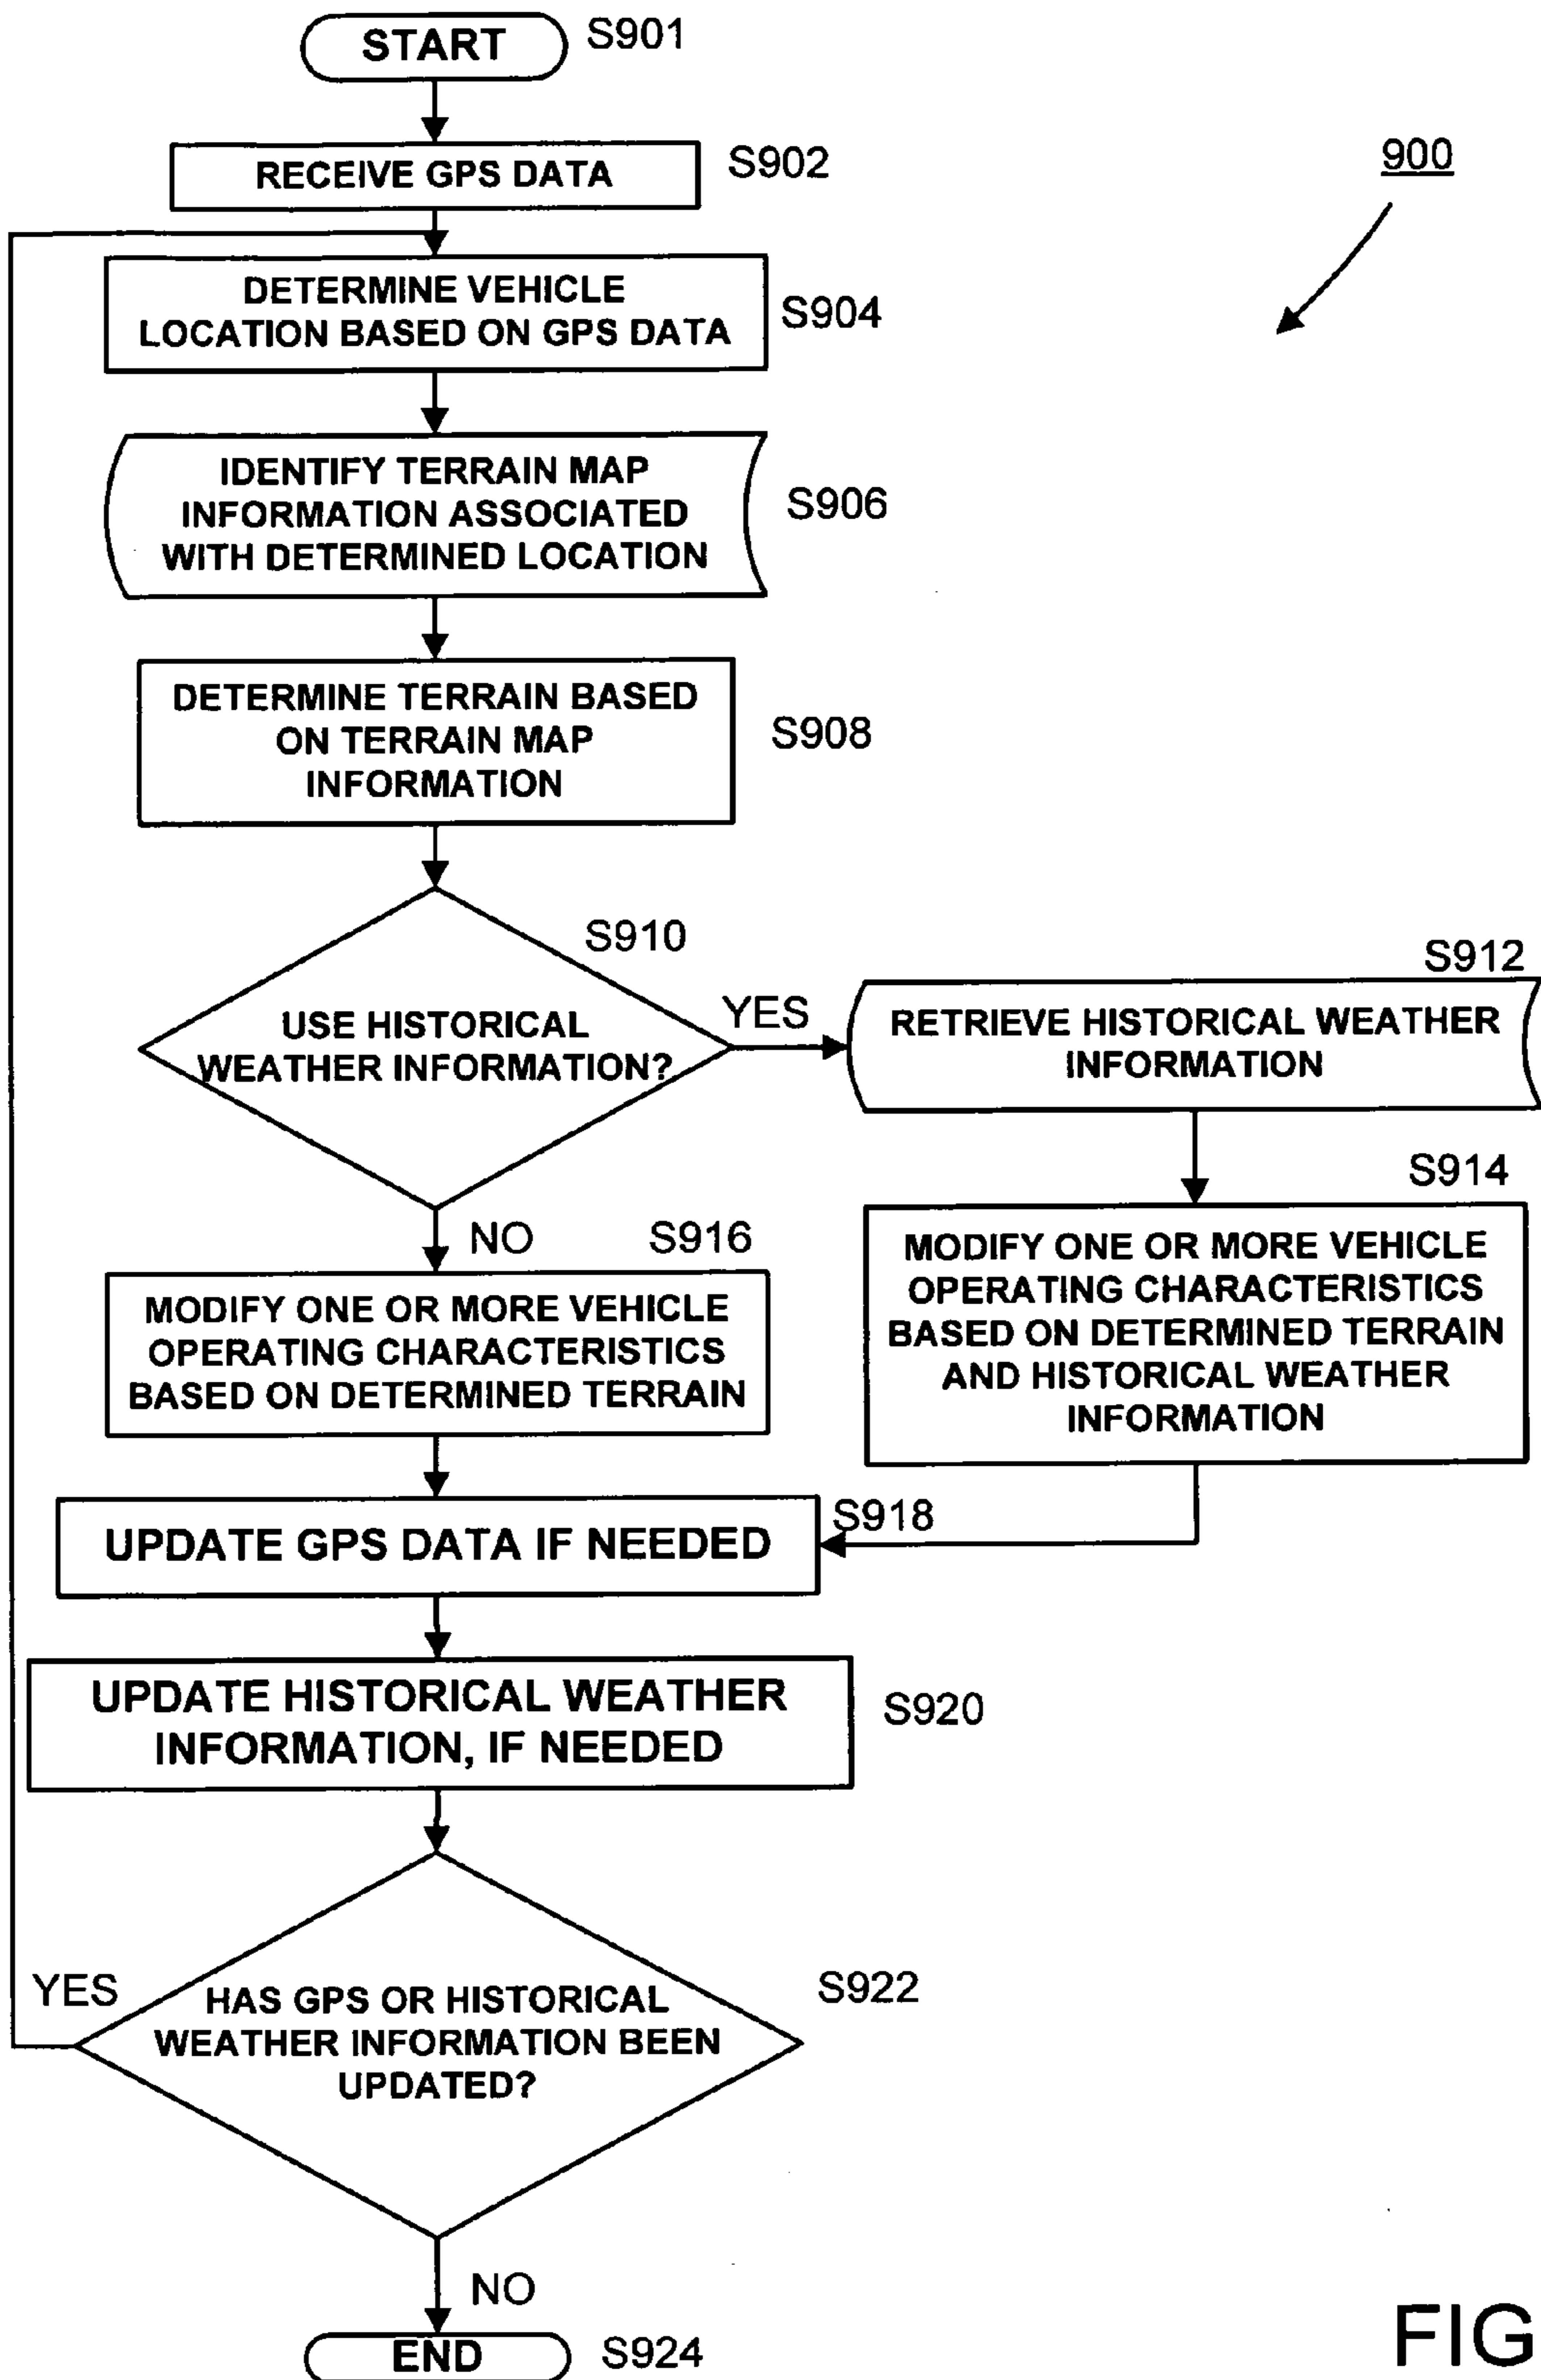 START
S901
RECEIVE GPS DATA
S902
900
DETERMINE VEHICLE
LOCATION BASED ON GPS DATA
S904
IDENTIFY TERRAIN MAP
INFORMATION ASSOCIATED
WITH DETERMINED LOCATION
S906
DETERMINE TERRAIN BASED
ON TERRAIN MAP
INFORMATION
S908
S910
USE HISTORICAL
WEATHER INFORMATION?
YES
S912
RETRIEVE HISTORICAL WEATHER
INFORMATION
S914
MODIFY ONE OR MORE VEHICLE
OPERATING CHARACTERISTICS
BASED ON DETERMINED TERRAIN
AND HISTORICAL WEATHER
INFORMATION
NO
S916
MODIFY ONE OR MORE VEHICLE
OPERATING CHARACTERISTICS
BASED ON DETERMINED TERRAIN
S918
UPDATE GPS DATA IF NEEDED
UPDATE HISTORICAL WEATHER
INFORMATION, IF NEEDED
S920
YES
HAS GPS OR HISTORICAL
WEATHER INFORMATION BEEN
UPDATED?
S922
NO
END
S924
FIG